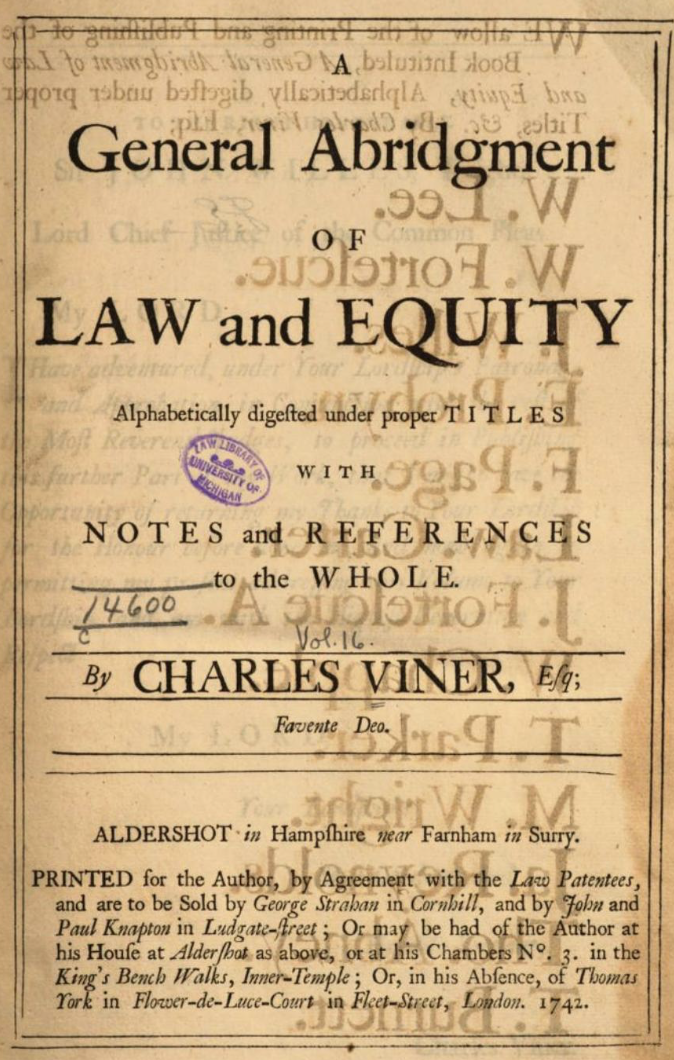 A
General Abridgment
OF
LAW and EQUITY
Alphabetically digeſted under proper TITLES
LAW LIBRARY OF
UNIVERSITY OF
MICHIGAN
WITH
NOTES and REFERENCES
to the WHOLE.
14600
c
Vol. 16.
By CHARLES VINER, Eſq;
Favente Deo.
ALDERSHOT in Hampſhire near Farnham in Surry.
PRINTED for the Author, by Agreement with the Law Patentees,
and are to be Sold by George Strahan in Cornhill, and by John and
Paul Knapton in Ludgate-ſtreet; Or may be had of the Author at
his Houſe at Alderſhot as above, or at his Chambers Nº. 3. in the
King's Bench Walks, Inner-Temple; Or, in his Abſence, of Thomas
York in Flower-de-Luce-Court in Fleet-Street, London. 1742.